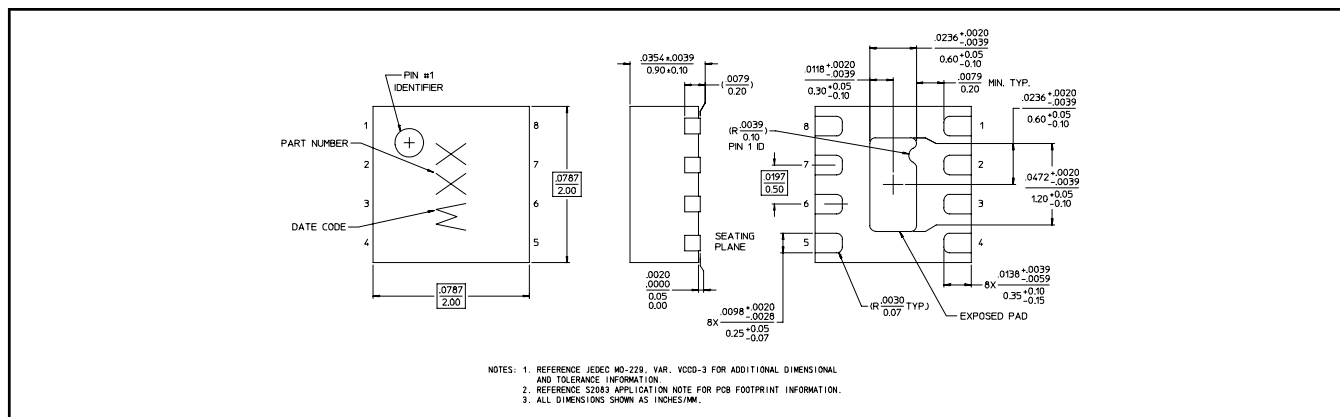 PIN #1
IDENTIFIER
PART NUMBER
DATE CODE
XXW
1
2
3
4
8
7
6
5
.0787
2.00
.0787
2.00
.0354±.0039
0.90±0.10
(.0079
0.20)
SEATING
PLANE
.0020
.0000
0.05
0.00
.0118 +.0020 -.0039
0.30 +0.05 -0.10
.0236 +.0020 -.0039
0.60 +0.05 -0.10
.0079
0.20 MIN. TYP.
.0236 +.0020 -.0039
0.60 +0.05 -0.10
(R .0039
0.10)
PIN 1 ID
.0197
0.50
8
7
6
5
1
2
3
4
.0472 +.0020 -.0039
1.20 +0.05 -0.10
8X .0138 +.0039 -.0059
0.35 +0.10 -0.15
8X .0098 +.0020 -.0028
0.25 +0.05 -0.07
(R .0030
0.07 TYP.)
EXPOSED PAD
NOTES: 1. REFERENCE JEDEC MO-229, VAR. VCCD-3 FOR ADDITIONAL DIMENSIONAL
AND TOLERANCE INFORMATION.
2. REFERENCE S2083 APPLICATION NOTE FOR PCB FOOTPRINT INFORMATION.
3. ALL DIMENSIONS SHOWN AS INCHES/MM.